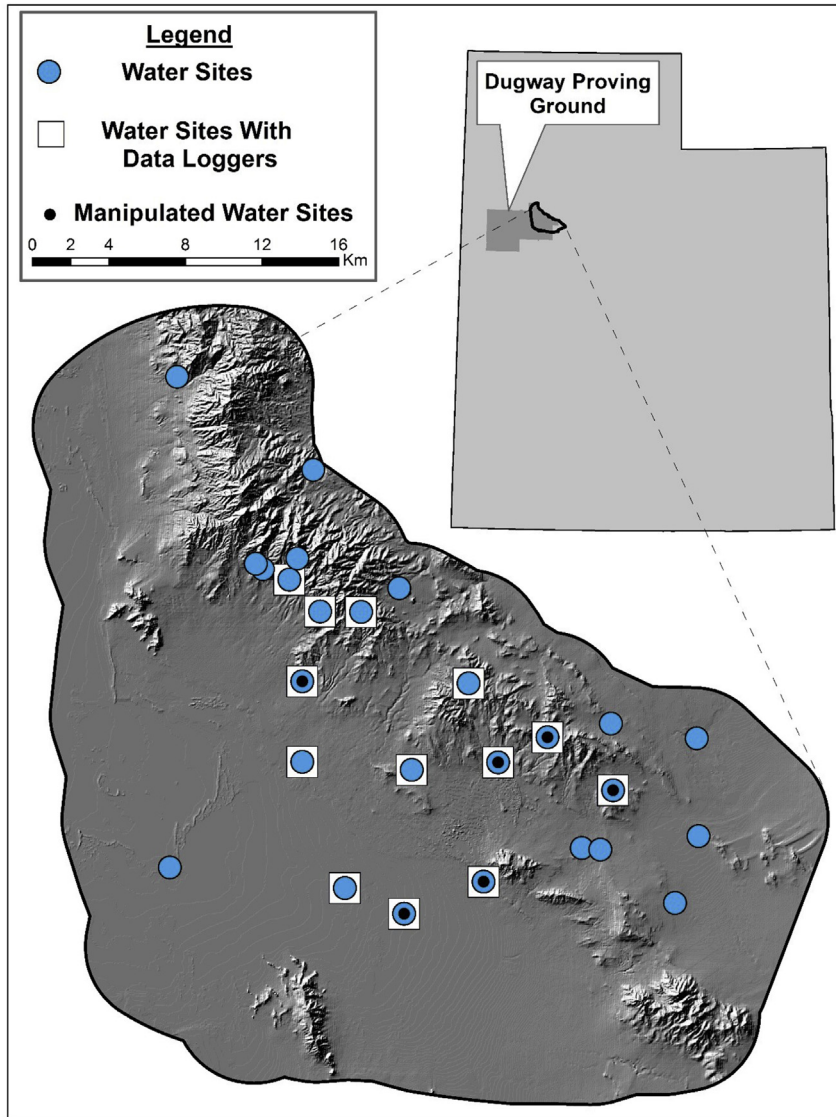 Legend
Water Sites
Water Sites With
Data Loggers
Manipulated Water Sites
0 2 4 8 12 16
Km
Dugway Proving
Ground